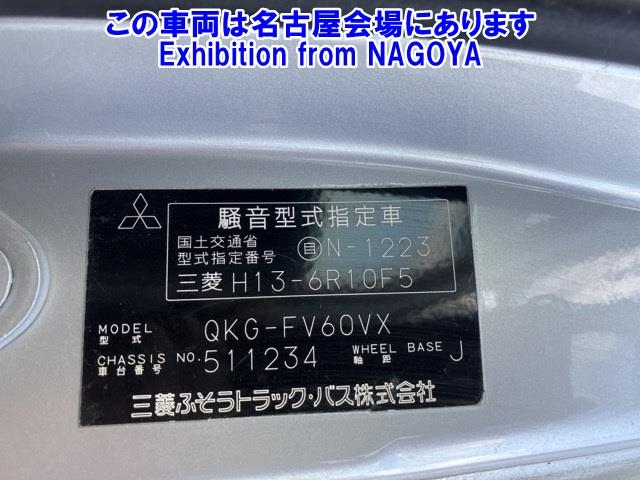 この車両は名古屋会場にあります
Exhibition from NAGOYA
騒音型式指定車
国土交通省
型式指定番号 自N-1223
三菱 H13-6R10F5
MODEL
型式 QKG-FV60VX
CHASSIS NO. 511234 WHEEL BASE J
車台番号 軸距
三菱ふそうトラック・バス株式会社